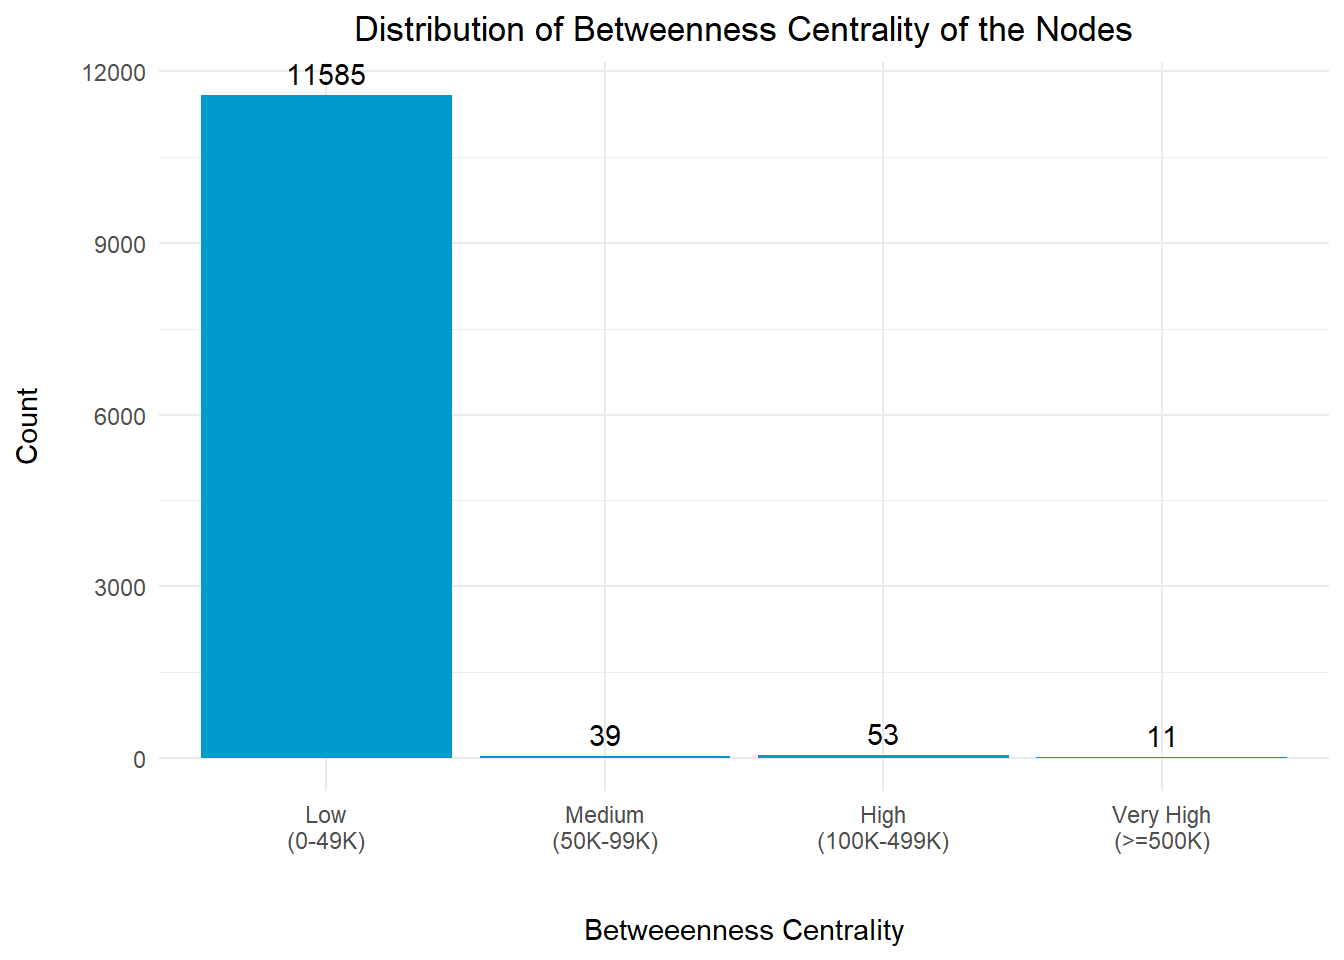 Distribution of Betweenness Centrality of the Nodes
12000
9000
6000
3000
0
Count
11585
39
53
11
Low
(0-49K)
Medium
(50K-99K)
High
(100K-499K)
Very High
(>=500K)
Betweeenness Centrality